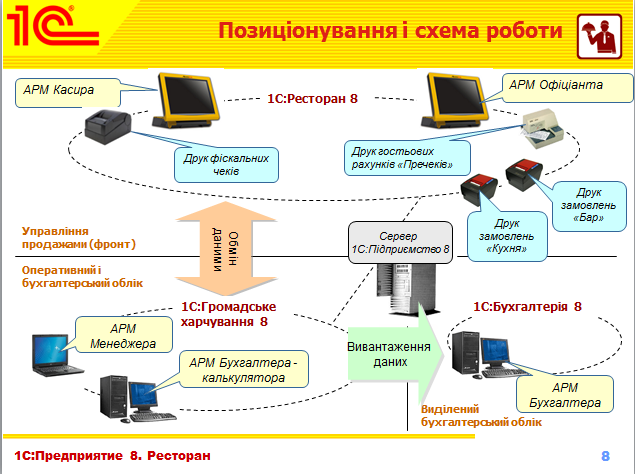 1С
Позиціонування і схема роботи
АРМ Касира
1С:Ресторан 8
АРМ Офіціанта
Друк фіскальних
чеків
Друк гостьових
рахунків «Пречеків»
Друк
замовлень
«Бар»
Друк
замовлень
«Кухня»
Управління
продажами (фронт)
Обмін
даними
Сервер
1С:Підприємство 8
Оперативний і
бухгалтерський облік
1С:Громадське
харчування 8
1С:Бухгалтерія 8
АРМ
Менеджера
Вивантаження
даних
АРМ Бухгалтера -
калькулятора
АРМ
Бухгалтера
Виділений
бухгалтерський облік
1С:Предприятие 8. Ресторан
8